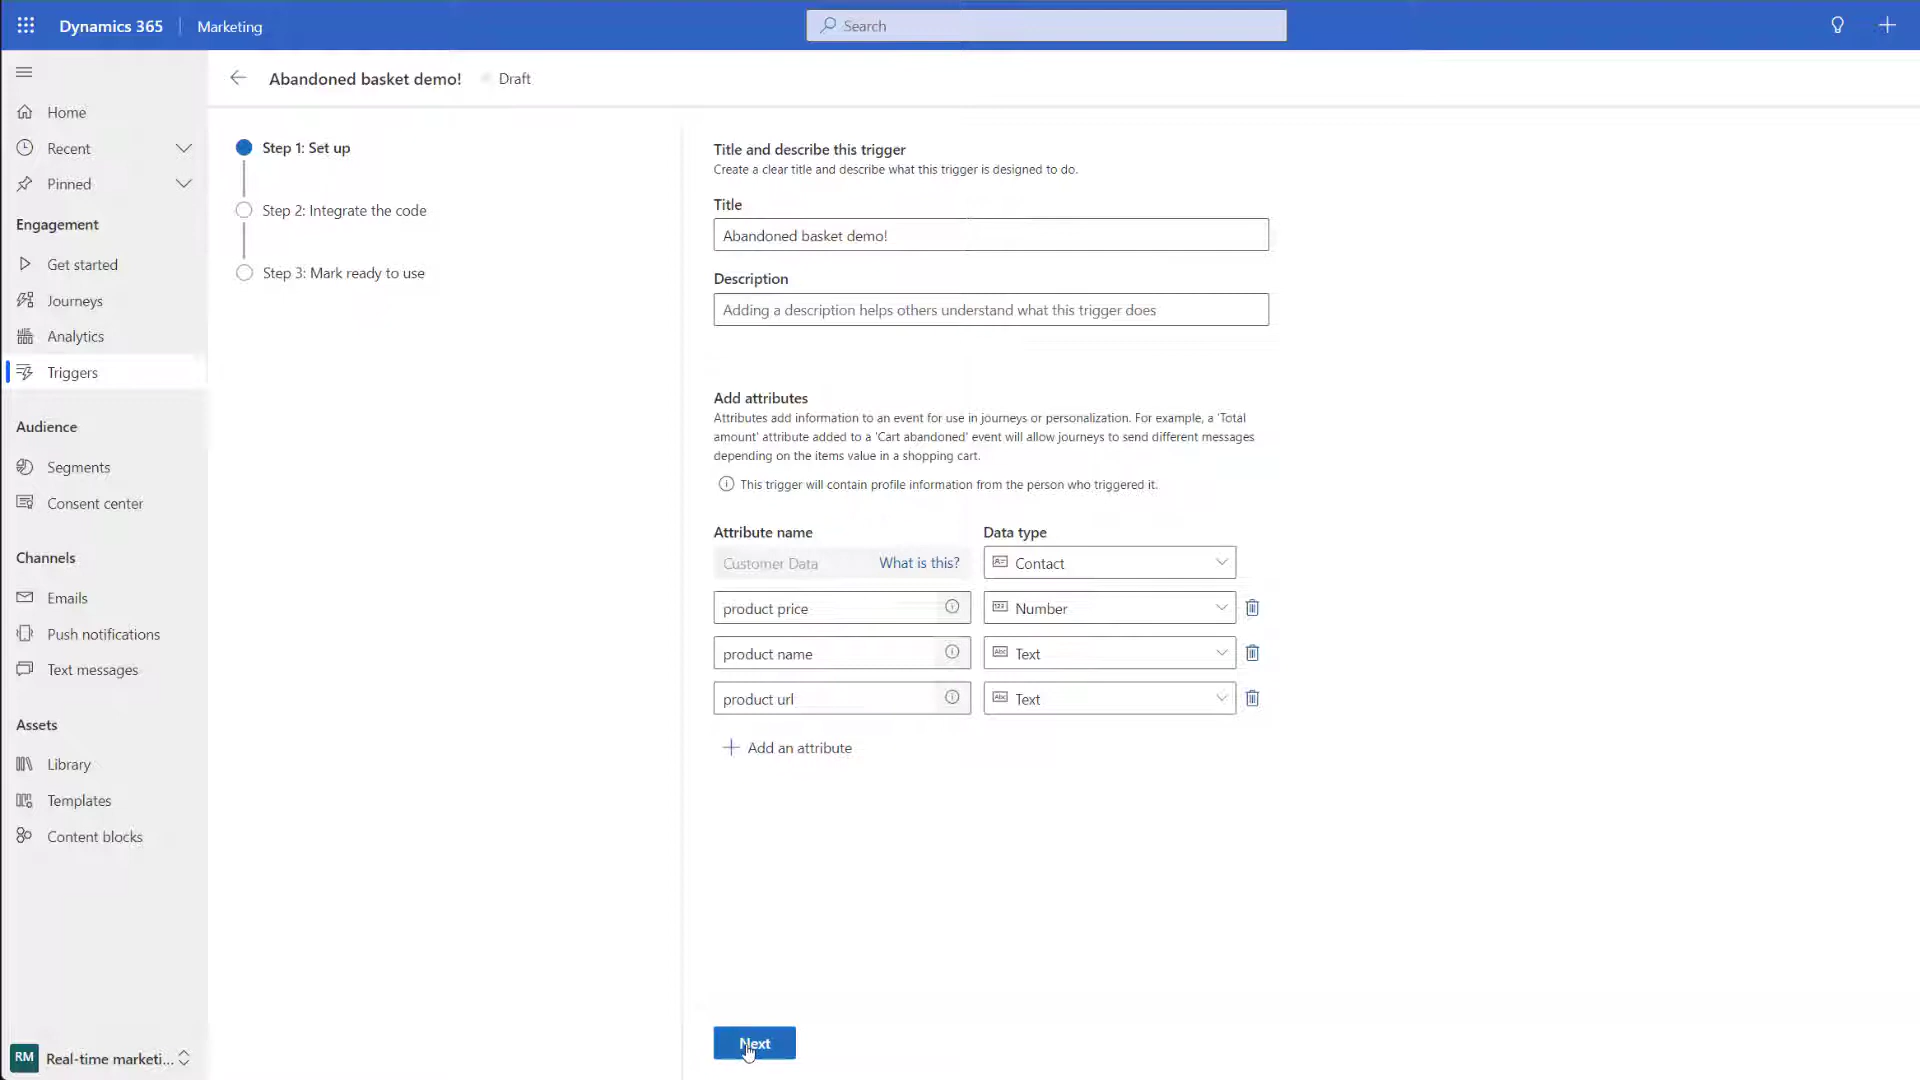 Dynamics 365
Marketing
Search
Abandoned basket demo!
Draft
Home
Recent
Pinned
Engagement
Get started
Journeys
Analytics
Triggers
Audience
Segments
Consent center
Channels
Emails
Push notifications
Text messages
Assets
Library
Templates
Content blocks
RM Real-time marketi...
Step 1: Set up
Step 2: Integrate the code
Step 3: Mark ready to use
Title and describe this trigger
Create a clear title and describe what this trigger is designed to do.
Title
Abandoned basket demo!
Description
Adding a description helps others understand what this trigger does
Add attributes
Attributes add information to an event for use in journeys or personalization. For example, a 'Total
amount' attribute added to a 'Cart abandoned' event will allow journeys to send different messages
depending on the items value in a shopping cart.
This trigger will contain profile information from the person who triggered it.
Attribute name Data type
Customer Data What is this? Contact
product price 123 Number
product name Abc Text
product url Abc Text
Add an attribute
Next